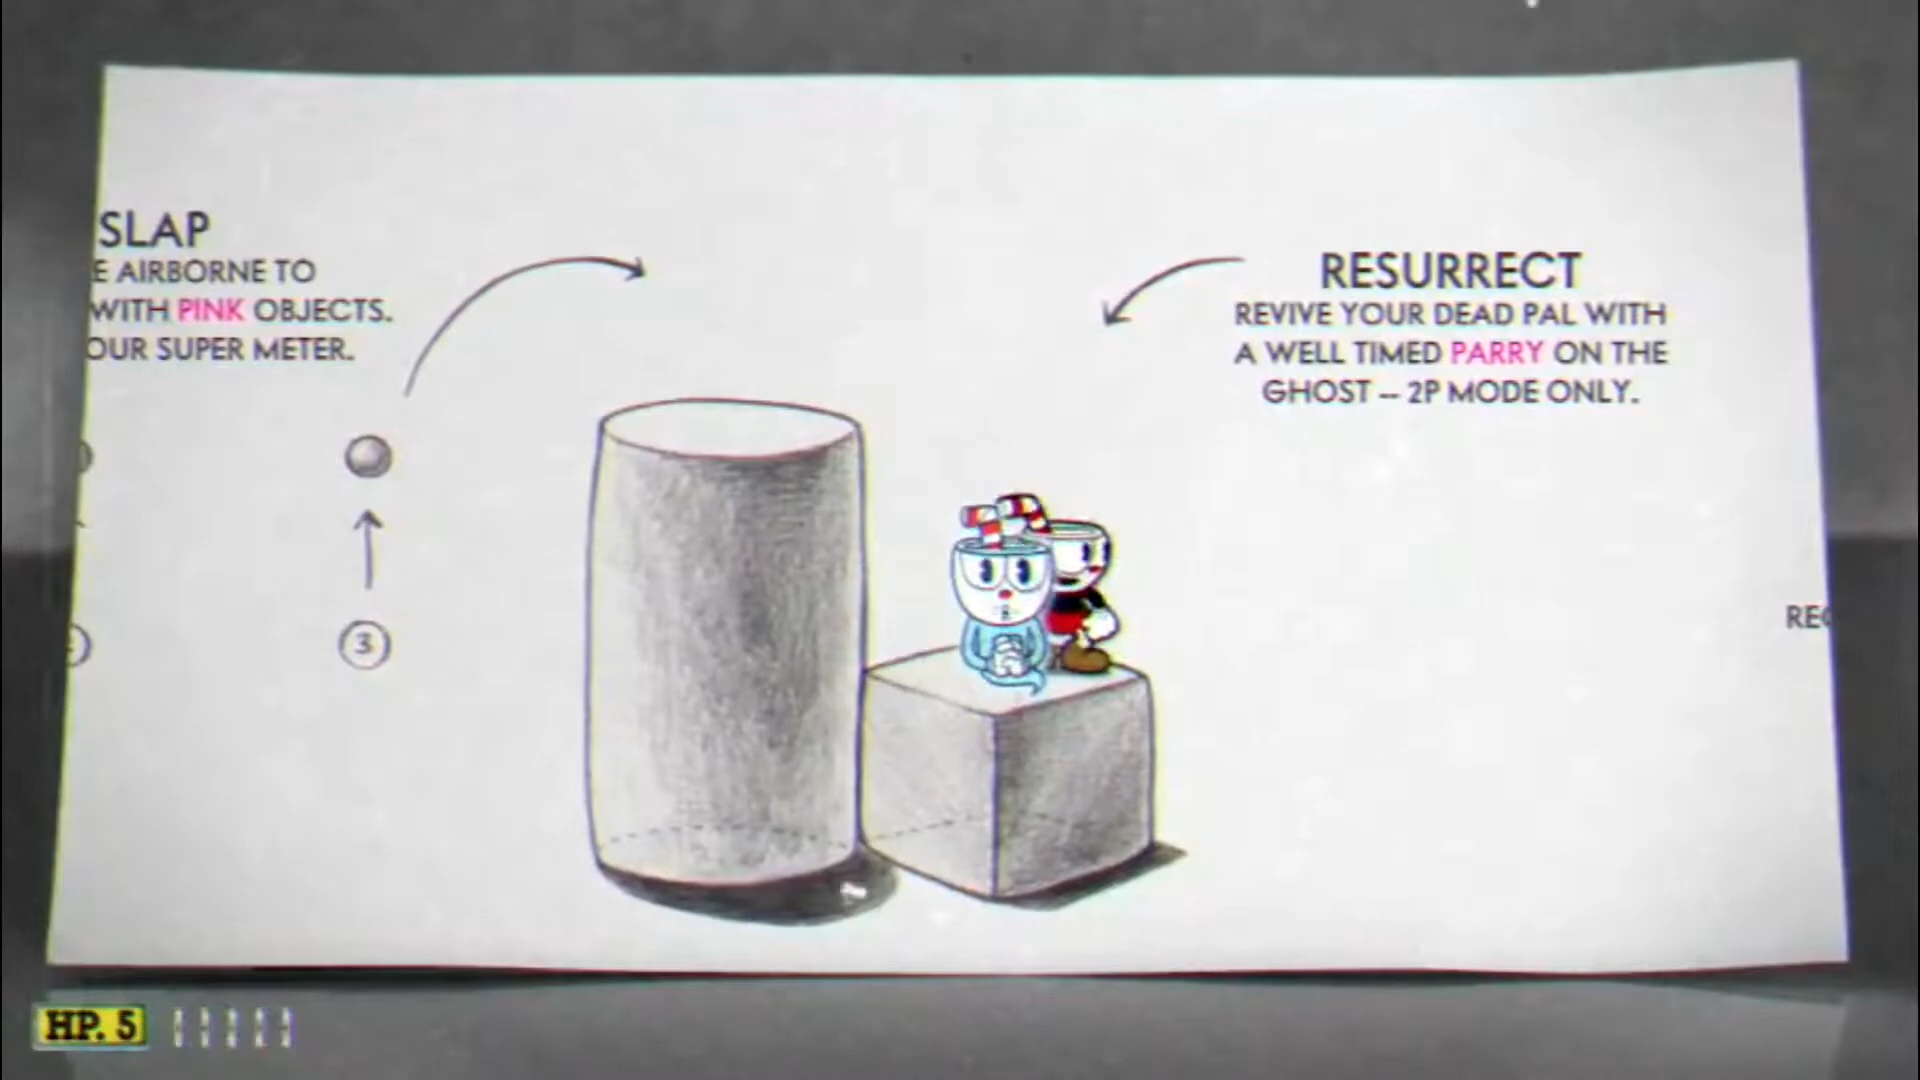 SLAP
E AIRBORNE TO
WITH PINK OBJECTS.
OUR SUPER METER.
3
RESURRECT
REVIVE YOUR DEAD PAL WITH
A WELL TIMED PARRY ON THE
GHOST -- 2P MODE ONLY.
HP. 5